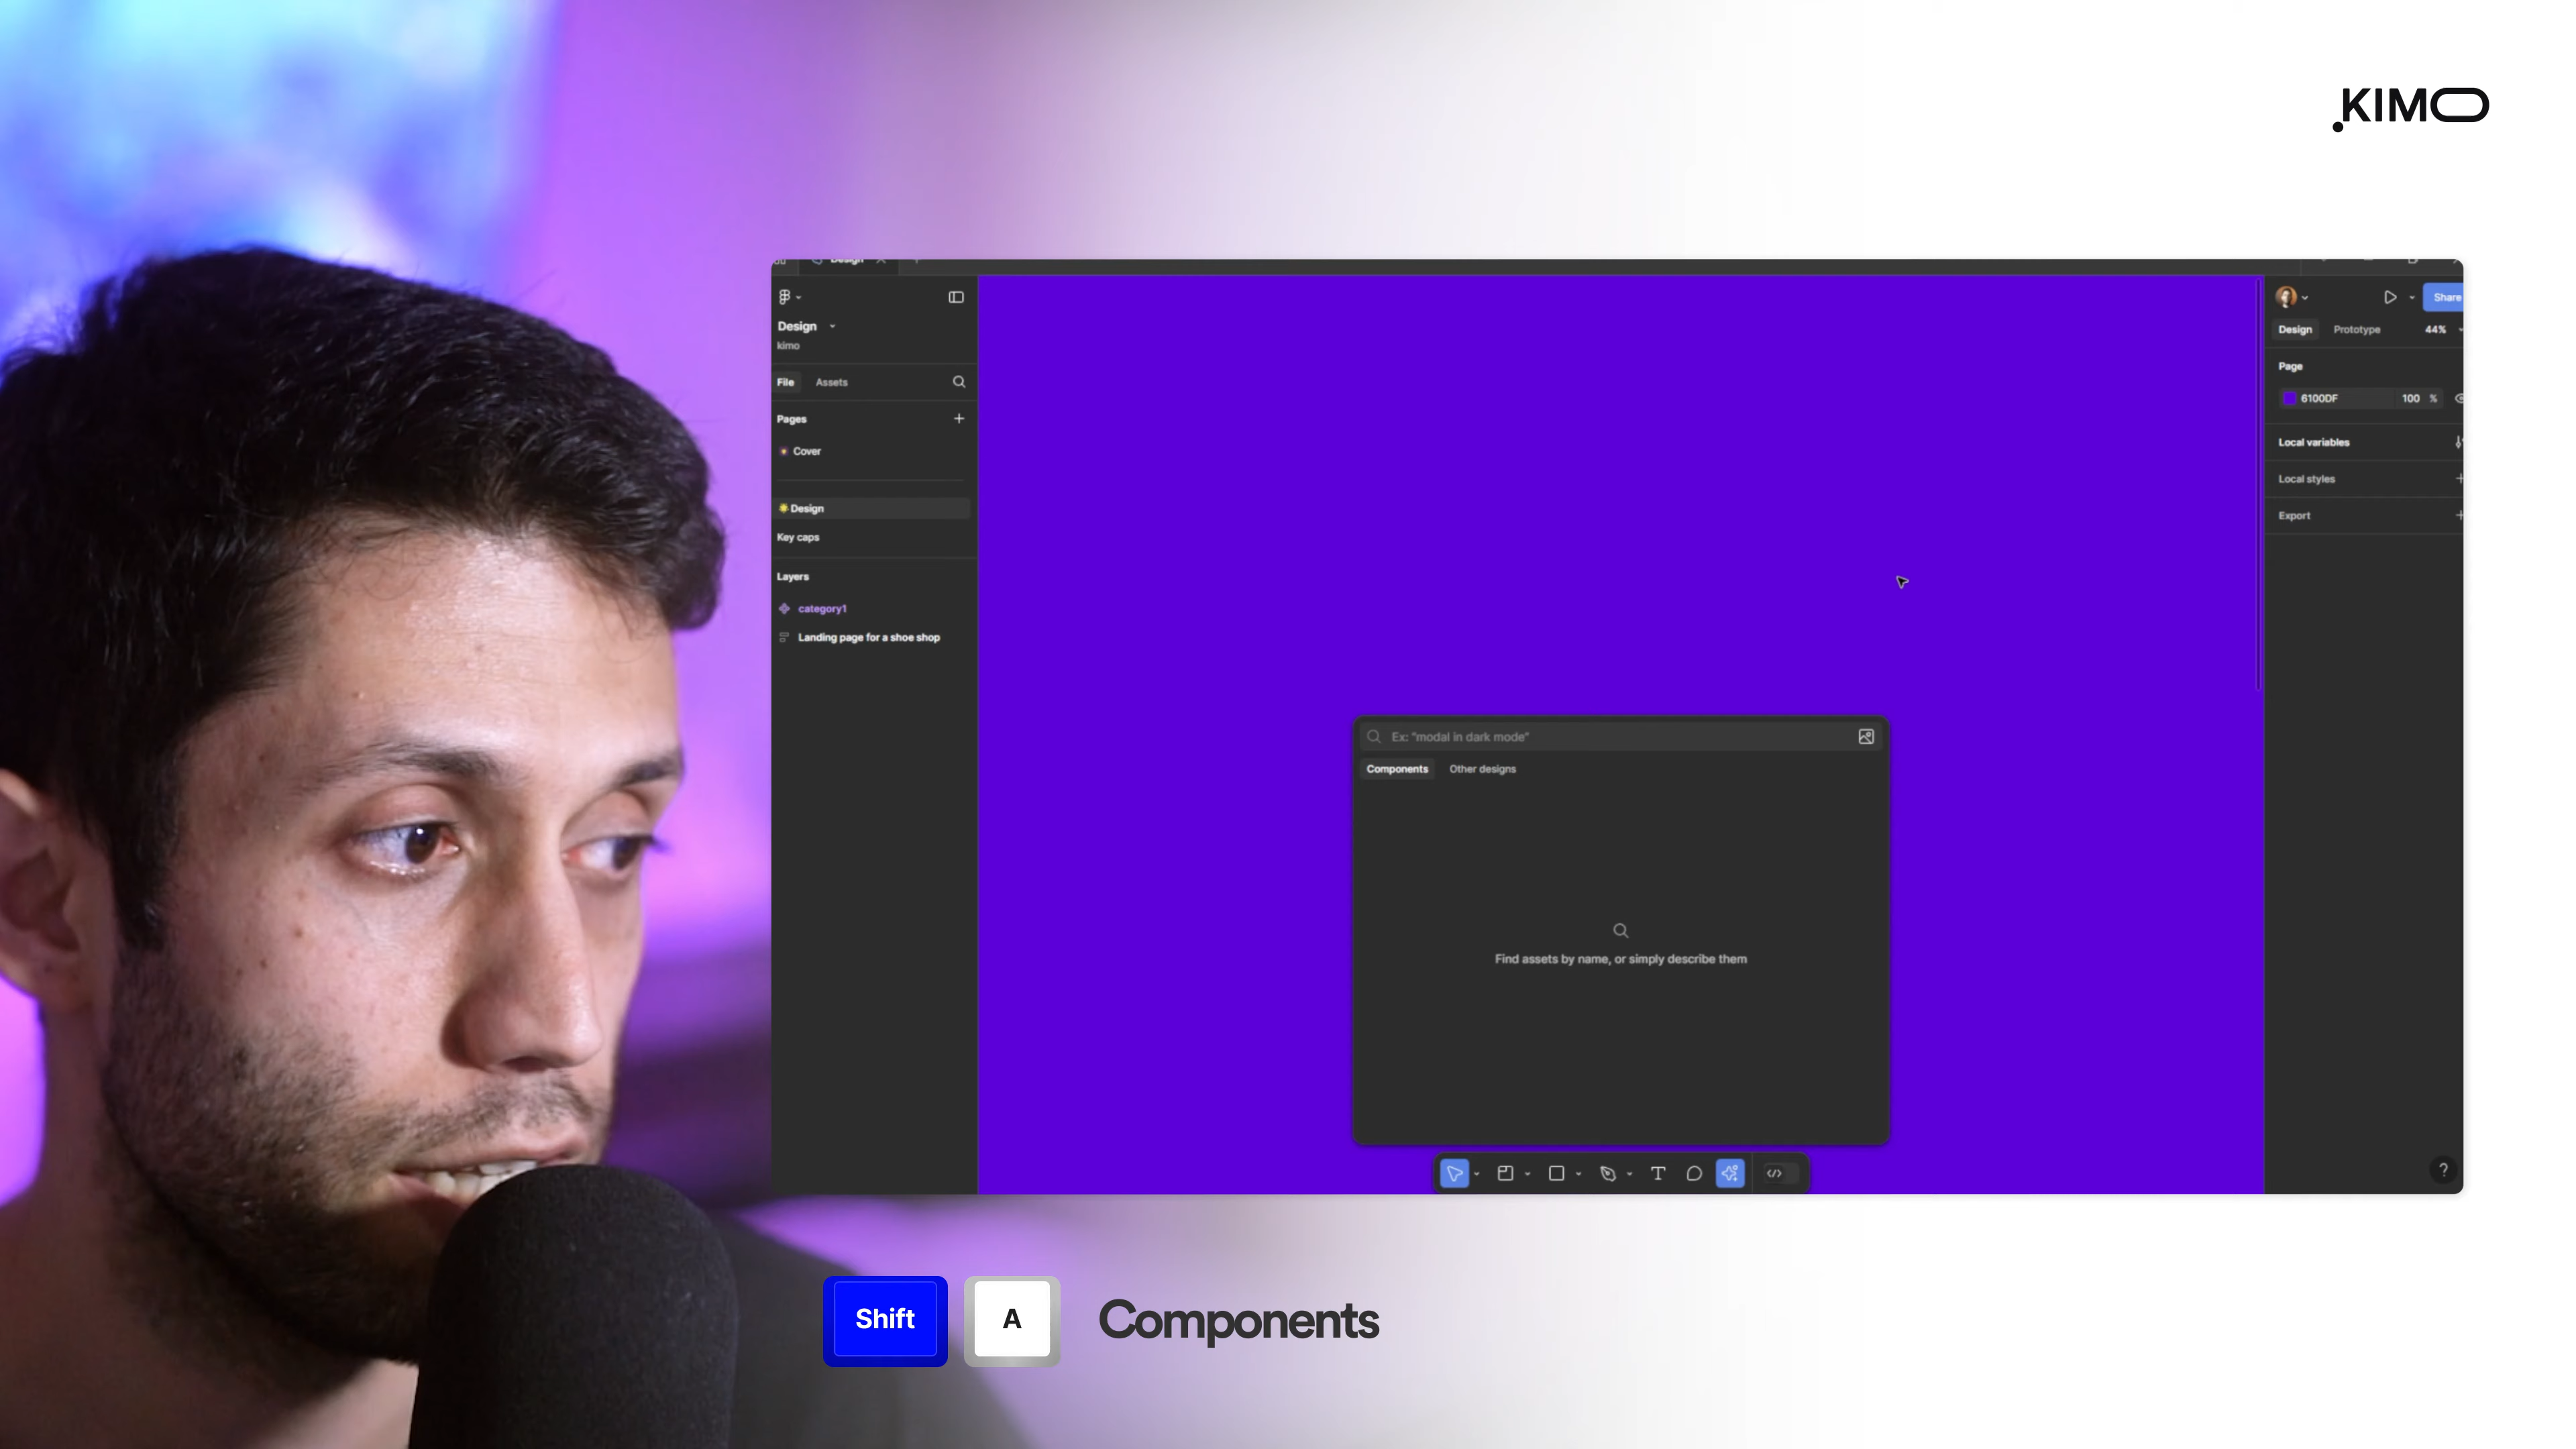 .KIMO
Design
Design
kimo
File Assets
Pages
Cover
Design
Key caps
Layers
category1
Landing page for a shoe shop
Ex: "modal in dark mode"
Components Other designs
Find assets by name, or simply describe them
Share
Design Prototype 44%
Page
6100DF 100 %
Local variables
Local styles
Export
?
Shift A Components